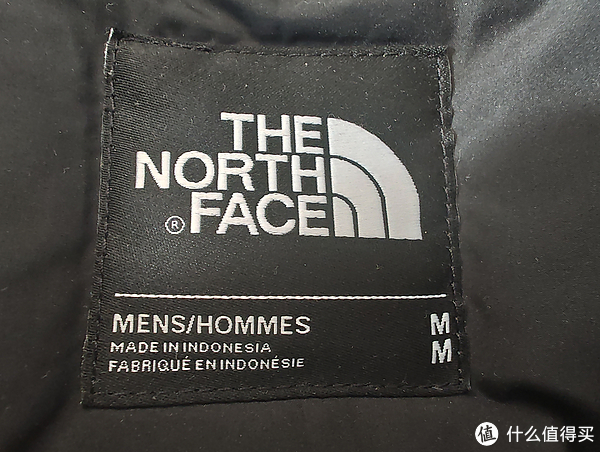 THE
NORTH
® FACE
MENS/HOMMES M
MADE IN INDONESIA M
FABRIQUÉ EN INDONÉSIE
值 什么值得买